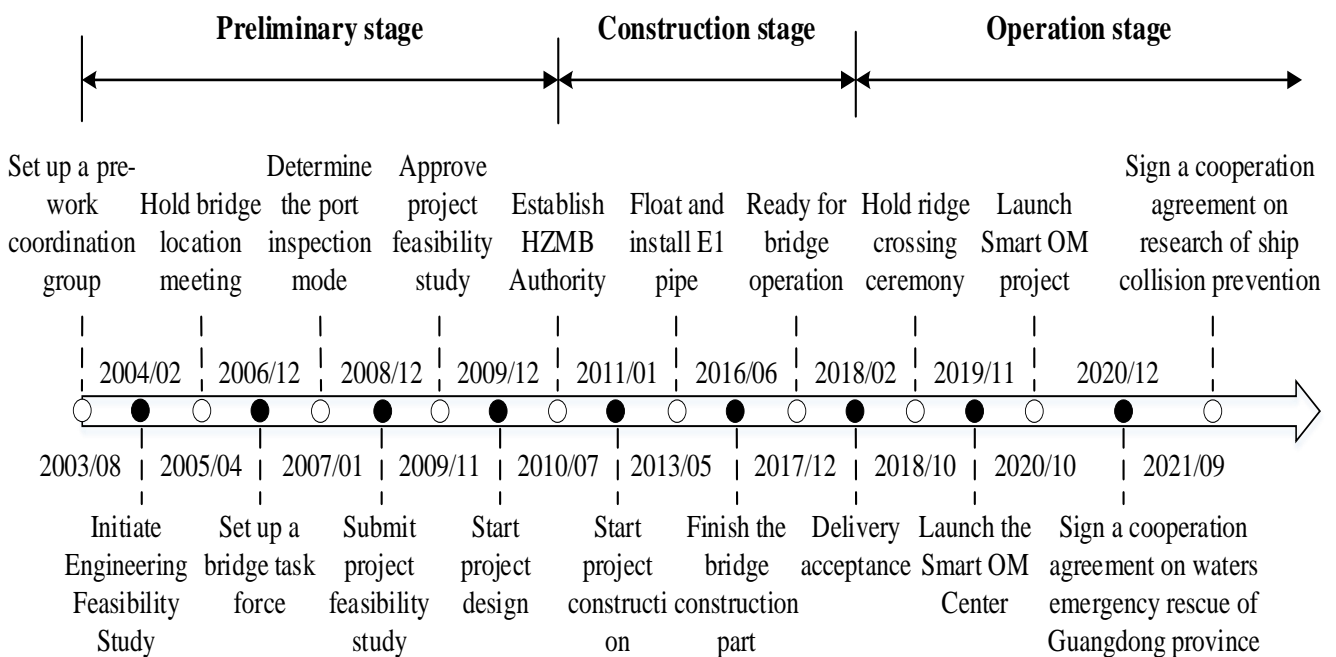 Preliminary stage
Construction stage
Operation stage
Set up a pre-
work
coordination
group
Hold bridge
location
meeting
Determine
the port
inspection
mode
Approve
project
feasibility
study
Establish
HZMB
Authority
Float and
install E1
pipe
Ready for
bridge
operation
Hold ridge
crossing
ceremony
Launch
Smart OM
project
Sign a cooperation
agreement on
research of ship
collision prevention
2004/02
2006/12
2008/12
2009/12
2011/01
2016/06
2018/02
2019/11
2020/12
2003/08
2005/04
2007/01
2009/11
2010/07
2013/05
2017/12
2018/10
2020/10
2021/09
Initiate
Engineering
Feasibility
Study
Set up a
bridge task
force
Submit
project
feasibility
study
Start
project
design
Start
project
constructi
on
Finish the
bridge
construction
part
Delivery
acceptance
Launch the
Smart OM
Center
Sign a cooperation
agreement on waters
emergency rescue of
Guangdong province